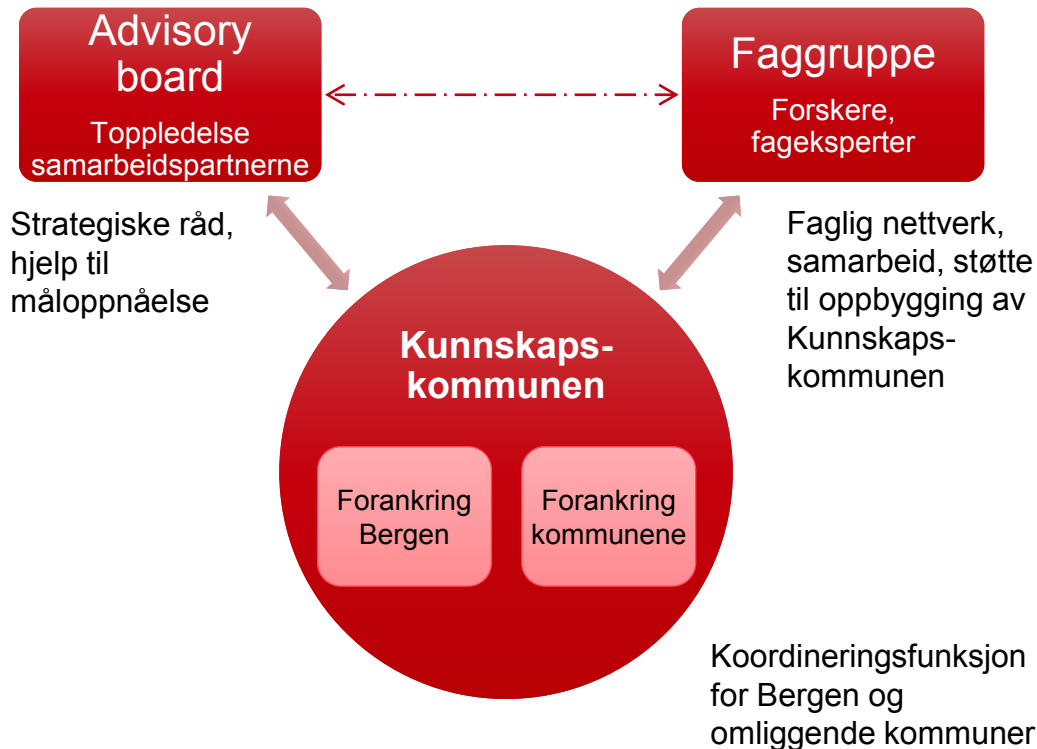 Advisory
board
Toppledelse
samarbeidspartnerne
Faggruppe
Forskere,
fageksperter
Strategiske råd,
hjelp til
måloppnåelse
Faglig nettverk,
samarbeid, støtte
til oppbygging av
Kunnskaps-
kommunen
Kunnskaps-
kommunen
Forankring
Bergen
Forankring
kommunene
Koordineringsfunksjon
for Bergen og
omliggende kommuner